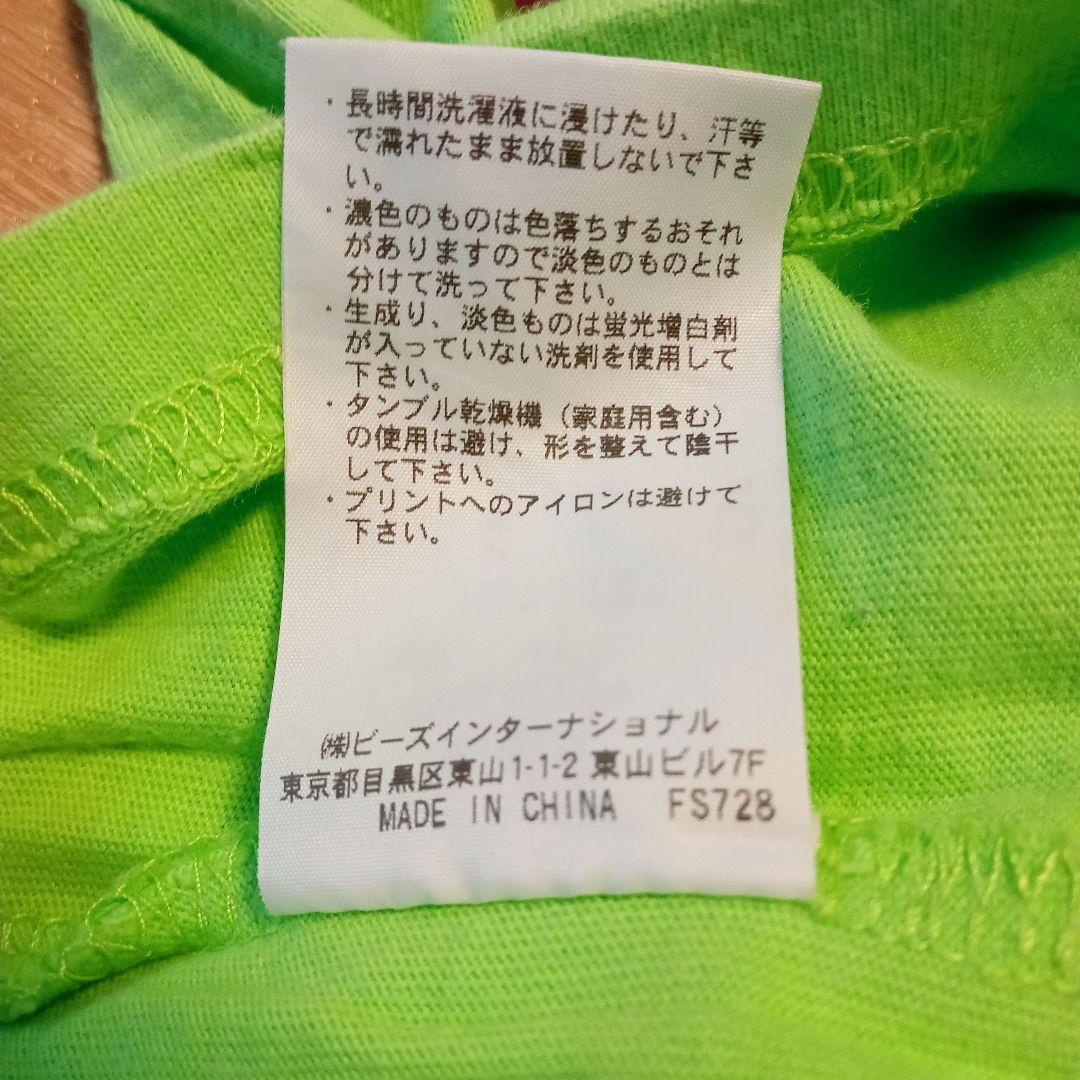 ・長時間洗濯液に浸けたり、汗等
で濡れたまま放置しないで下さ
い。
・濃色のものは色落ちするおそれ
がありますので淡色のものとは
分けて洗って下さい。
・生成り、淡色ものは蛍光増白剤
が入っていない洗剤を使用して
下さい。
・タンブル乾燥機（家庭用含む）
の使用は避け、形を整えて陰干
して下さい。
・プリントへのアイロンは避けて
下さい。
㈱ビーズインターナショナル
東京都目黒区東山1-1-2 東山ビル7F
MADE IN CHINA FS728